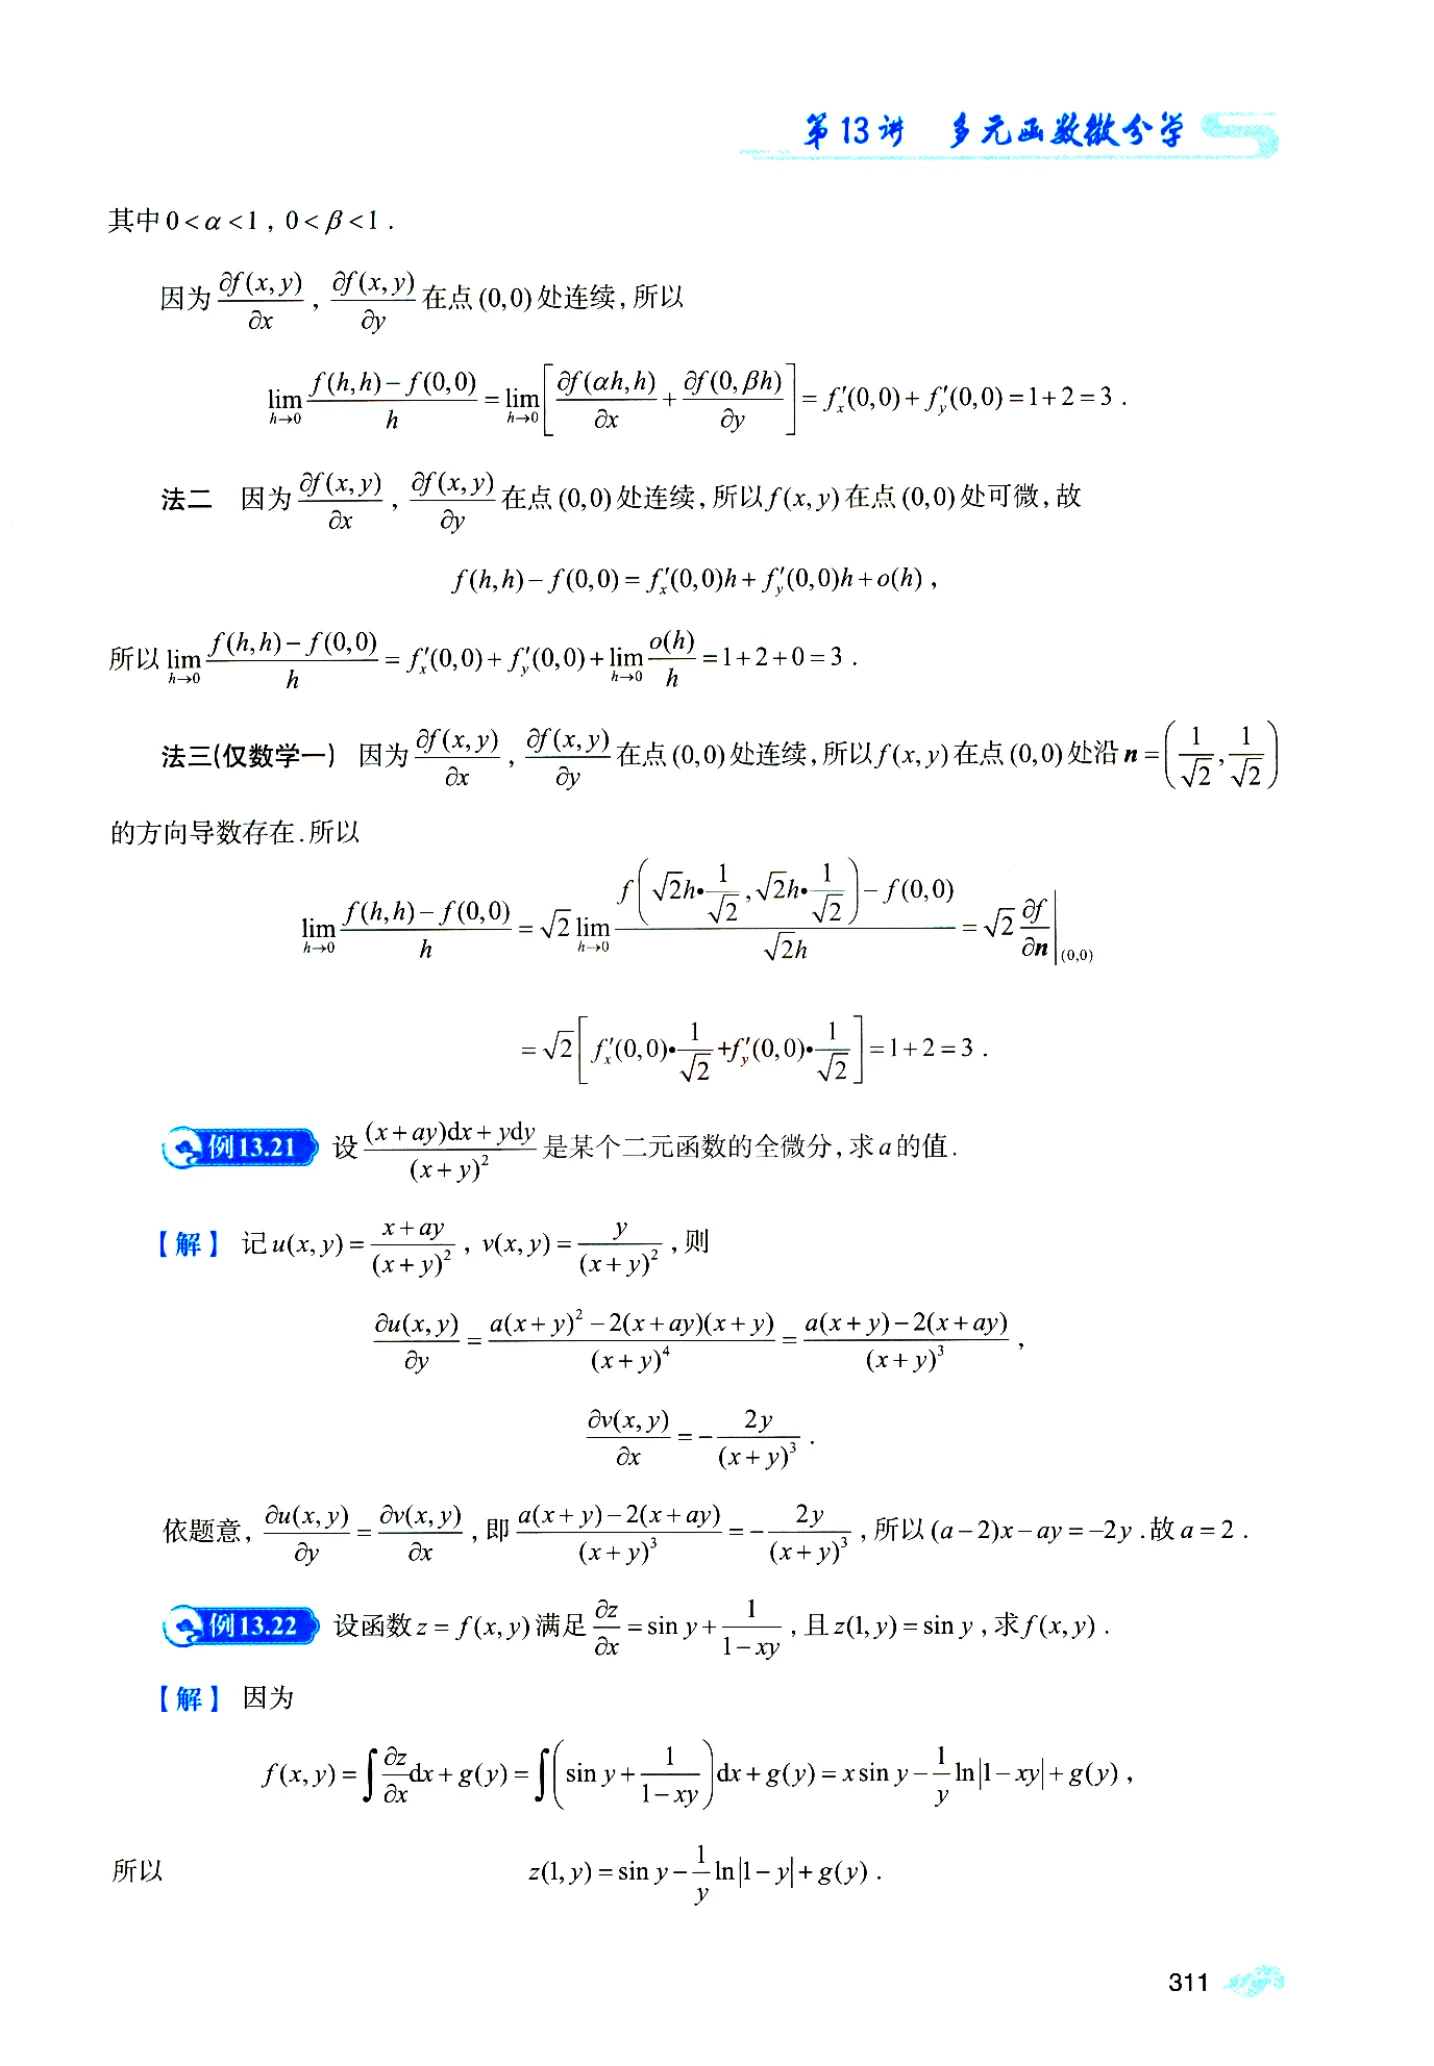 第13讲 多元函数微分学
其中 $0<\alpha<1$，$0<\beta<1$．
因为 $\frac{\partial f(x,y)}{\partial x}$，$\frac{\partial f(x,y)}{\partial y}$ 在点(0,0)处连续，所以
$\lim_{h\to 0}\frac{f(h,h)-f(0,0)}{h}=\lim_{h\to 0}\left[\frac{\partial f(\alpha h,h)}{\partial x}+\frac{\partial f(0,\beta h)}{\partial y}\right]=f'_x(0,0)+f'_y(0,0)=1+2=3$．
法二 因为 $\frac{\partial f(x,y)}{\partial x}$，$\frac{\partial f(x,y)}{\partial y}$ 在点(0,0)处连续，所以 $f(x,y)$ 在点(0,0)处可微，故
$f(h,h)-f(0,0)=f'_x(0,0)h+f'_y(0,0)h+o(h)$，
所以 $\lim_{h\to 0}\frac{f(h,h)-f(0,0)}{h}=f'_x(0,0)+f'_y(0,0)+\lim_{h\to 0}\frac{o(h)}{h}=1+2+0=3$．
法三(仅数学一) 因为 $\frac{\partial f(x,y)}{\partial x}$，$\frac{\partial f(x,y)}{\partial y}$ 在点(0,0)处连续，所以 $f(x,y)$ 在点(0,0)处沿 $\boldsymbol{n}=\left(\frac{1}{\sqrt{2}},\frac{1}{\sqrt{2}}\right)$
的方向导数存在．所以
$\lim_{h\to 0}\frac{f(h,h)-f(0,0)}{h}=\sqrt{2}\lim_{h\to 0}\frac{f\left(\sqrt{2}h\cdot\frac{1}{\sqrt{2}},\sqrt{2}h\cdot\frac{1}{\sqrt{2}}\right)-f(0,0)}{\sqrt{2}h}=\sqrt{2}\left.\frac{\partial f}{\partial \boldsymbol{n}}\right|_{(0,0)}$
$=\sqrt{2}\left[f'_x(0,0)\cdot\frac{1}{\sqrt{2}}+f'_y(0,0)\cdot\frac{1}{\sqrt{2}}\right]=1+2=3$．
例13.21 设 $\frac{(x+ay)\mathrm{d}x+y\mathrm{d}y}{(x+y)^2}$ 是某个二元函数的全微分，求 $a$ 的值．
【解】 记 $u(x,y)=\frac{x+ay}{(x+y)^2}$，$v(x,y)=\frac{y}{(x+y)^2}$，则
$\frac{\partial u(x,y)}{\partial y}=\frac{a(x+y)^2-2(x+ay)(x+y)}{(x+y)^4}=\frac{a(x+y)-2(x+ay)}{(x+y)^3}$，
$\frac{\partial v(x,y)}{\partial x}=-\frac{2y}{(x+y)^3}$．
依题意，$\frac{\partial u(x,y)}{\partial y}=\frac{\partial v(x,y)}{\partial x}$，即 $\frac{a(x+y)-2(x+ay)}{(x+y)^3}=-\frac{2y}{(x+y)^3}$，所以 $(a-2)x-ay=-2y$．故 $a=2$．
例13.22 设函数 $z=f(x,y)$ 满足 $\frac{\partial z}{\partial x}=\sin y+\frac{1}{1-xy}$，且 $z(1,y)=\sin y$，求 $f(x,y)$．
【解】 因为
$f(x,y)=\int\frac{\partial z}{\partial x}\mathrm{d}x+g(y)=\int\left(\sin y+\frac{1}{1-xy}\right)\mathrm{d}x+g(y)=x\sin y-\frac{1}{y}\ln|1-xy|+g(y)$，
所以 $z(1,y)=\sin y-\frac{1}{y}\ln|1-y|+g(y)$．
311